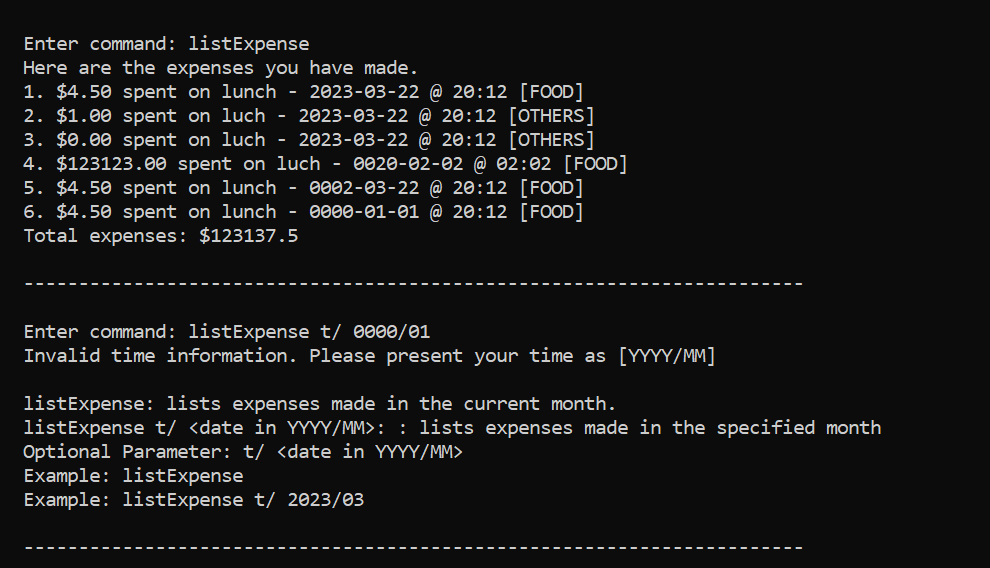 Enter command: listExpense
Here are the expenses you have made.
1. $4.50 spent on lunch - 2023-03-22 @ 20:12 [FOOD]
2. $1.00 spent on luch - 2023-03-22 @ 20:12 [OTHERS]
3. $0.00 spent on luch - 2023-03-22 @ 20:12 [OTHERS]
4. $123123.00 spent on luch - 0020-02-02 @ 02:02 [FOOD]
5. $4.50 spent on lunch - 0002-03-22 @ 20:12 [FOOD]
6. $4.50 spent on lunch - 0000-01-01 @ 20:12 [FOOD]
Total expenses: $123137.5
-----------------------------------------------------------------------
Enter command: listExpense t/ 0000/01
Invalid time information. Please present your time as [YYYY/MM]
listExpense: lists expenses made in the current month.
listExpense t/ <date in YYYY/MM>: : lists expenses made in the specified month
Optional Parameter: t/ <date in YYYY/MM>
Example: listExpense
Example: listExpense t/ 2023/03
-----------------------------------------------------------------------